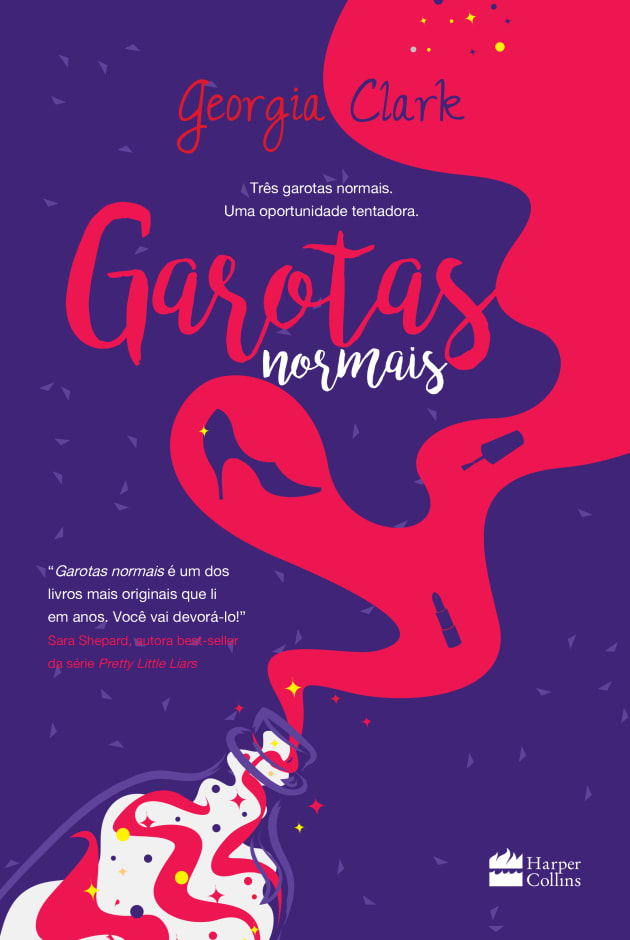 Georgia Clark
Três garotas normais.
Uma oportunidade tentadora.
Garotas
normais
“Garotas normais é um dos
livros mais originais que li
em anos. Você vai devorá-lo!”
Sara Shepard, autora best-seller
da série Pretty Little Liars
Harper
Collins